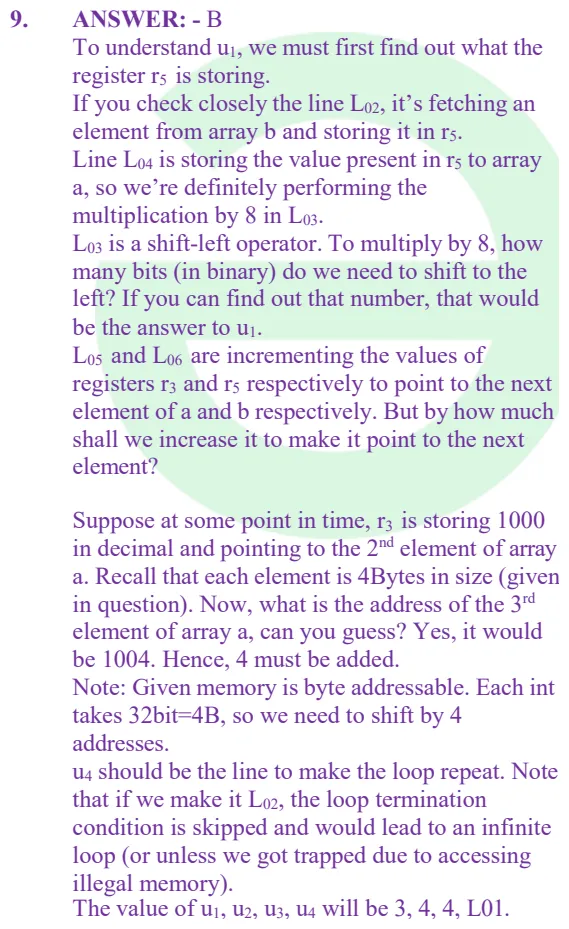 9. ANSWER: - B
To understand u₁, we must first find out what the
register r₅ is storing.
If you check closely the line L₀₂, it’s fetching an
element from array b and storing it in r₅.
Line L₀₄ is storing the value present in r₅ to array
a, so we’re definitely performing the
multiplication by 8 in L₀₃.
L₀₃ is a shift-left operator. To multiply by 8, how
many bits (in binary) do we need to shift to the
left? If you can find out that number, that would
be the answer to u₁.
L₀₅ and L₀₆ are incrementing the values of
registers r₃ and r₅ respectively to point to the next
element of a and b respectively. But by how much
shall we increase it to make it point to the next
element?
Suppose at some point in time, r₃ is storing 1000
in decimal and pointing to the 2ⁿᵈ element of array
a. Recall that each element is 4Bytes in size (given
in question). Now, what is the address of the 3ʳᵈ
element of array a, can you guess? Yes, it would
be 1004. Hence, 4 must be added.
Note: Given memory is byte addressable. Each int
takes 32bit=4B, so we need to shift by 4
addresses.
u₄ should be the line to make the loop repeat. Note
that if we make it L₀₂, the loop termination
condition is skipped and would lead to an infinite
loop (or unless we got trapped due to accessing
illegal memory).
The value of u₁, u₂, u₃, u₄ will be 3, 4, 4, L01.